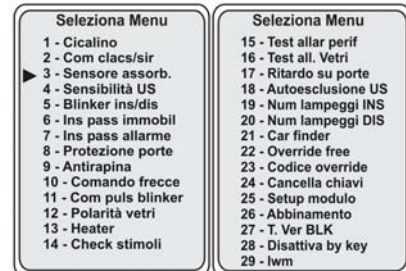 Seleziona Menu
1 - Cicalino
2 - Com clacs/sir
3 - Sensore assorb.
4 - Sensibilità US
5 - Blinker ins/dis
6 - Ins pass immobil
7 - Ins pass allarme
8 - Protezione porte
9 - Antirapina
10 - Comando frecce
11 - Com puls blinker
12 - Polarità vetri
13 - Heater
14 - Check stimoli
Seleziona Menu
15 - Test allar perif
16 - Test all. Vetri
17 - Ritardo su porte
18 - Autoesclusione US
19 - Num lampeggi INS
20 - Num lampeggi DIS
21 - Car finder
22 - Override free
23 - Codice override
24 - Cancella chiavi
25 - Setup modulo
26 - Abbinamento
27 - T. Ver BLK
28 - Disattiva by key
29 - Iwm